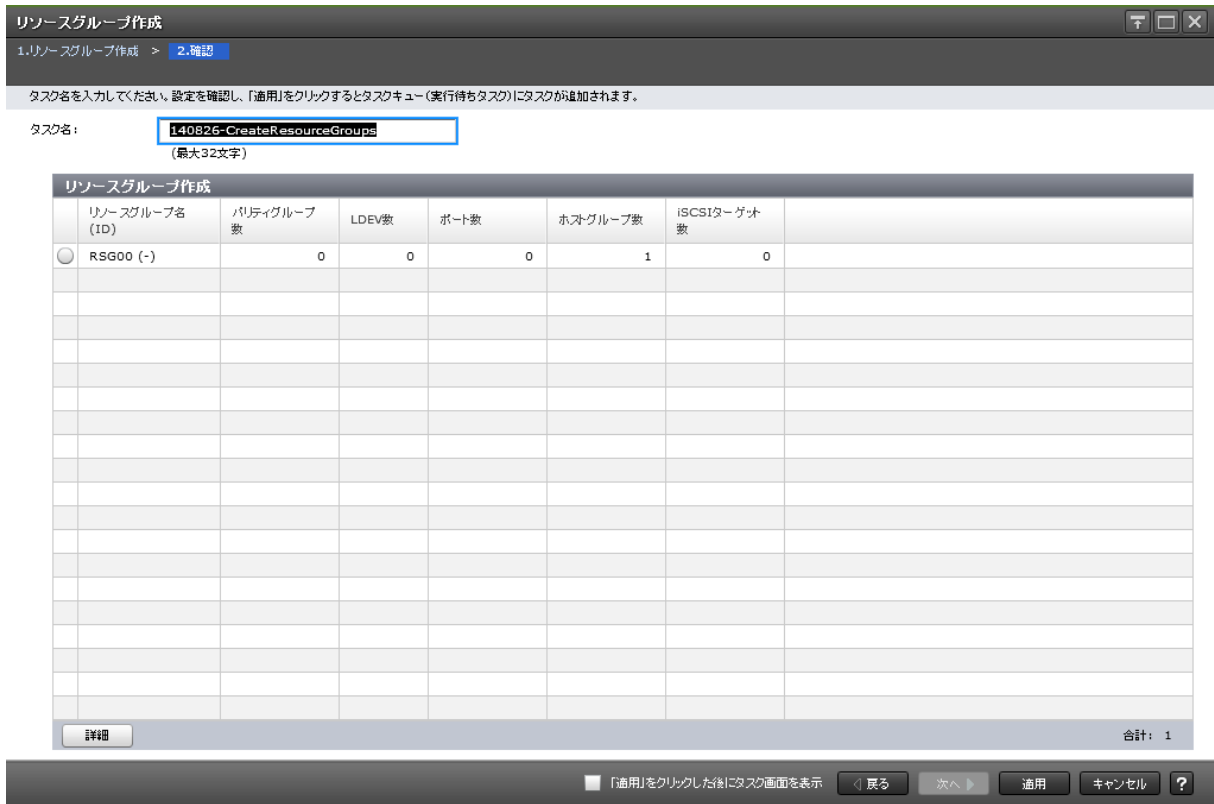 リソースグループ作成
1.リソースグループ作成 > 2.確認
タスク名を入力してください。設定を確認し、「適用」をクリックするとタスクキュー(実行待ちタスク)にタスクが追加されます。
タスク名: 140826-CreateResourceGroups
(最大32文字)
リソースグループ作成
リソースグループ名 (ID) パリティグループ数 LDEV数 ポート数 ホストグループ数 iSCSIターゲット数
RSG00 (-) 0 0 0 1 0
詳細 合計: 1
「適用」をクリックした後にタスク画面を表示 戻る 次へ 適用 キャンセル ?